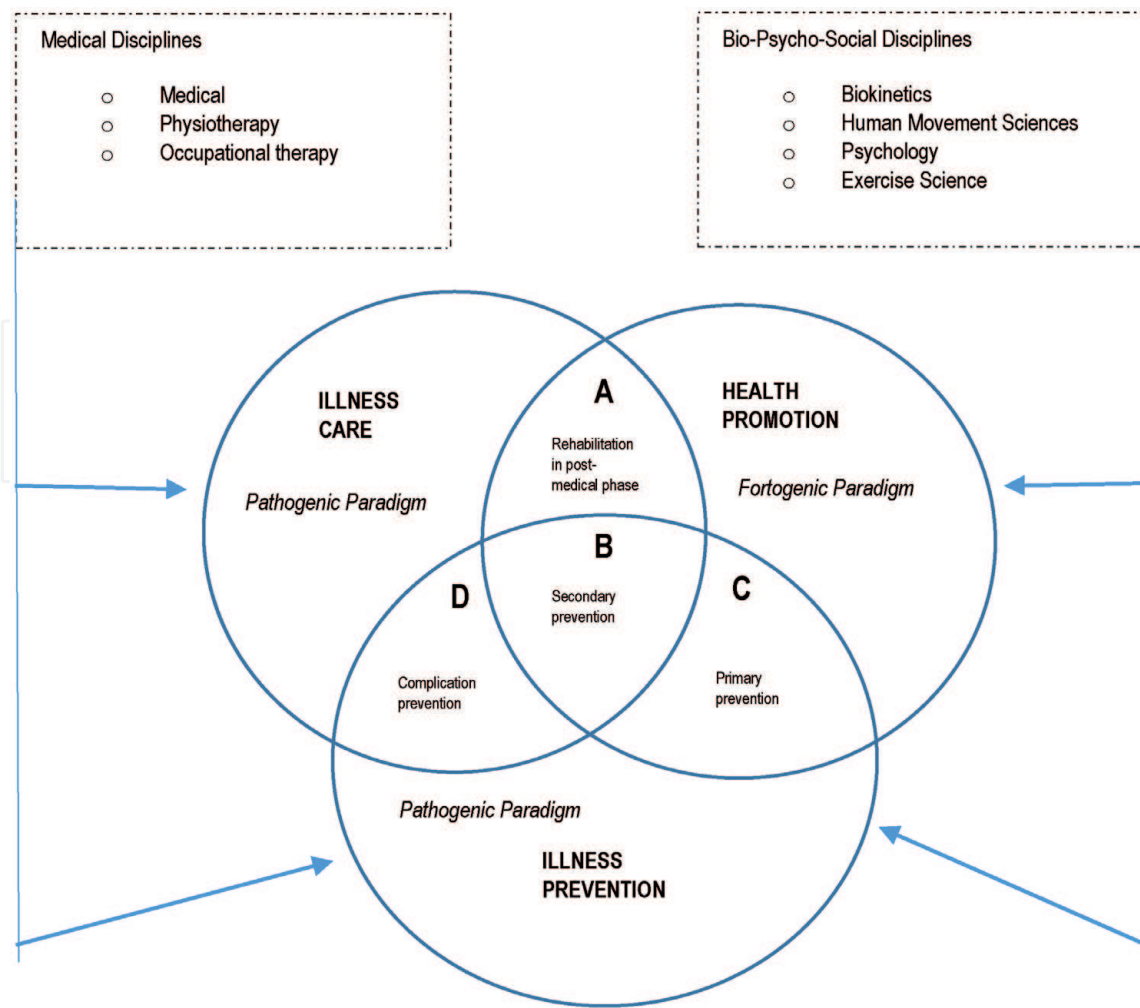 Medical Disciplines
○ Medical
○ Physiotherapy
○ Occupational therapy
Bio-Psycho-Social Disciplines
○ Biokinetics
○ Human Movement Sciences
○ Psychology
○ Exercise Science
ILLNESS
CARE
Pathogenic Paradigm
A
Rehabilitation
in post-
medical phase
HEALTH
PROMOTION
Fortogenic Paradigm
B
Secondary
prevention
D
Complication
prevention
C
Primary
prevention
Pathogenic Paradigm
ILLNESS
PREVENTION